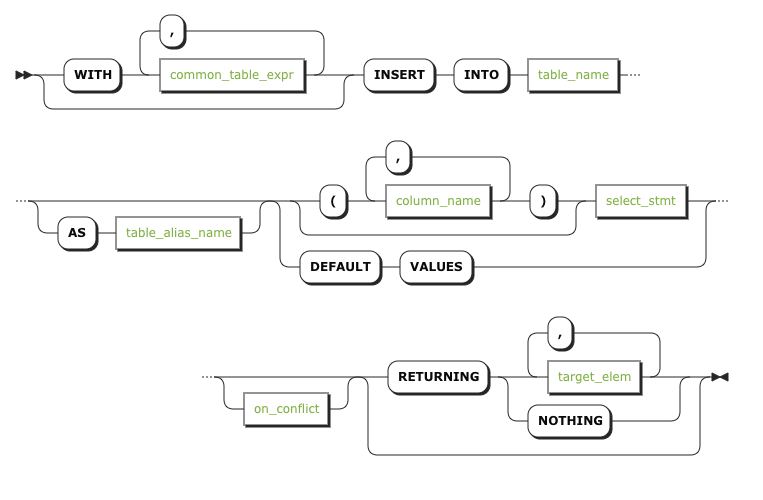 ,
WITH common_table_expr INSERT INTO table_name
,
( column_name ) select_stmt
AS table_alias_name
DEFAULT VALUES
,
RETURNING target_elem
on_conflict NOTHING